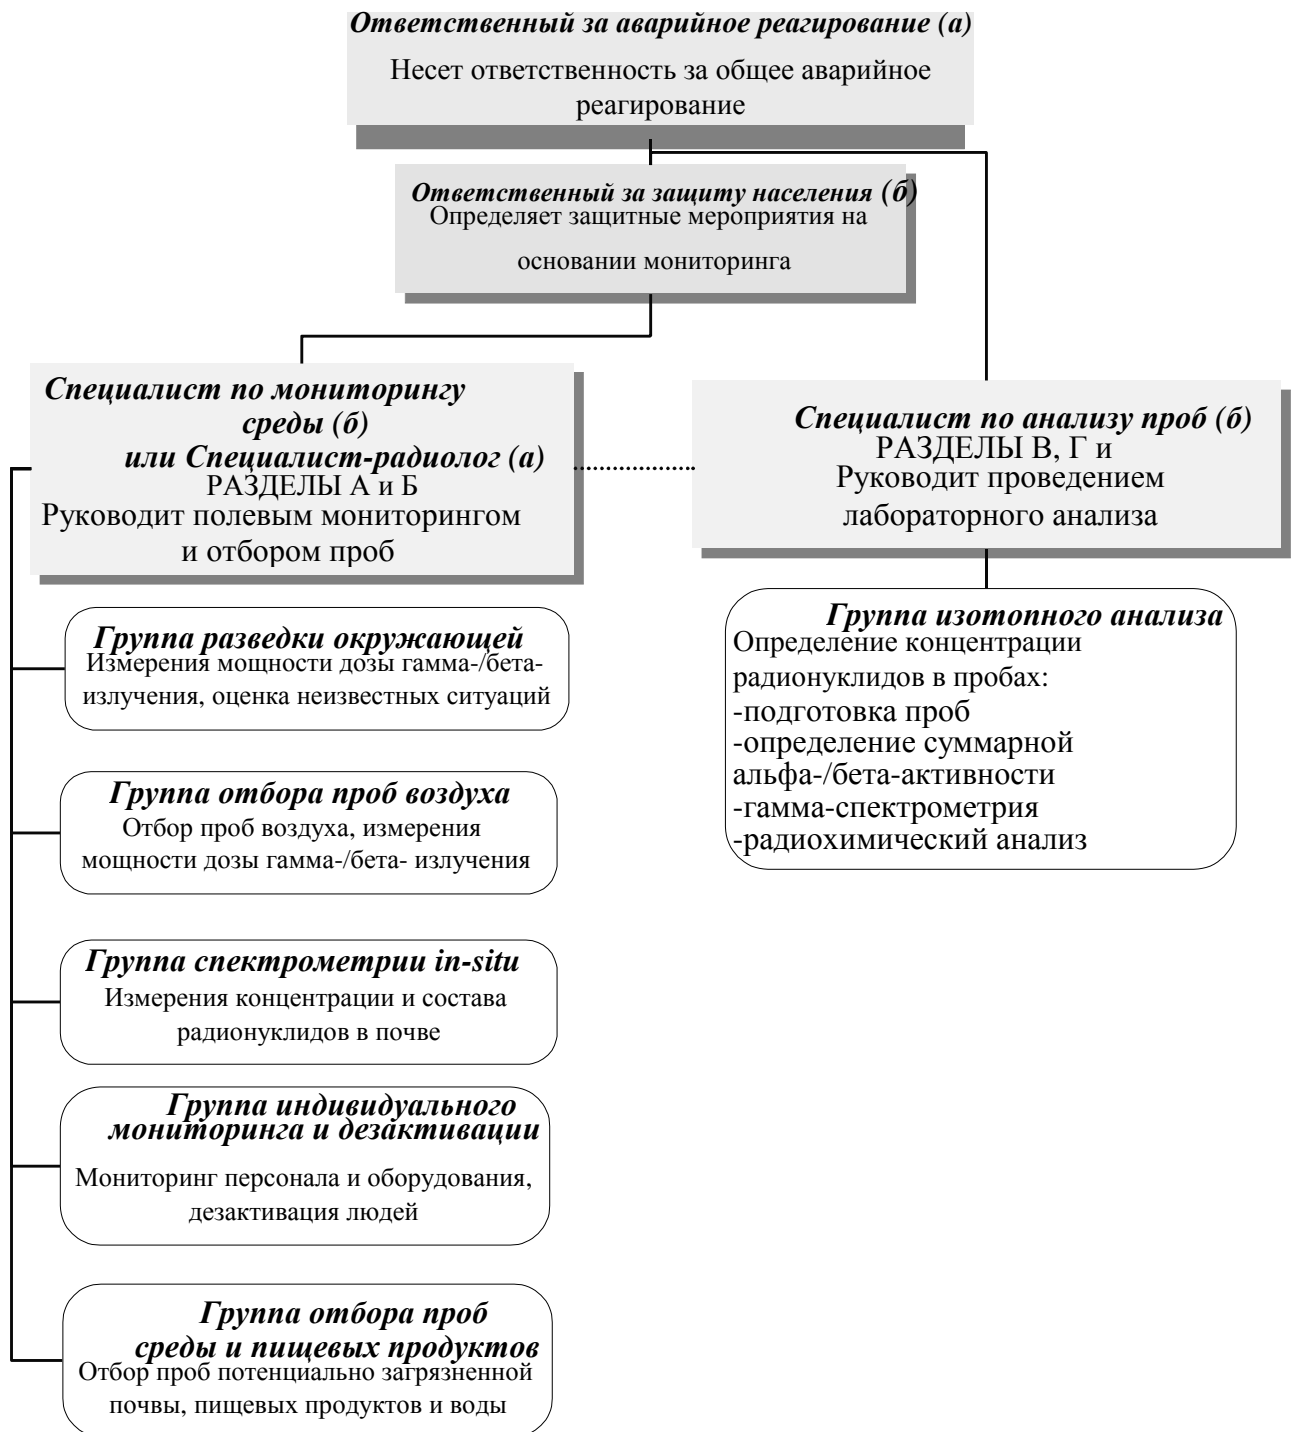 Ответственный за аварийное реагирование (а)
Несет ответственность за общее аварийное
реагирование
Ответственный за защиту населения (б)
Определяет защитные мероприятия на
основании мониторинга
Специалист по мониторингу
среды (б)
или Специалист-радиолог (а)
РАЗДЕЛЫ А и Б
Руководит полевым мониторингом
и отбором проб
Специалист по анализу проб (б)
РАЗДЕЛЫ В, Г и
Руководит проведением
лабораторного анализа
Группа разведки окружающей
Измерения мощности дозы гамма-/бета-
излучения, оценка неизвестных ситуаций
Группа отбора проб воздуха
Отбор проб воздуха, измерения
мощности дозы гамма-/бета- излучения
Группа спектрометрии in-situ
Измерения концентрации и состава
радионуклидов в почве
Группа индивидуального
мониторинга и дезактивации
Мониторинг персонала и оборудования,
дезактивация людей
Группа отбора проб
среды и пищевых продуктов
Отбор проб потенциально загрязненной
почвы, пищевых продуктов и воды
Группа изотопного анализа
Определение концентрации
радионуклидов в пробах:
-подготовка проб
-определение суммарной
альфа-/бета-активности
-гамма-спектрометрия
-радиохимический анализ